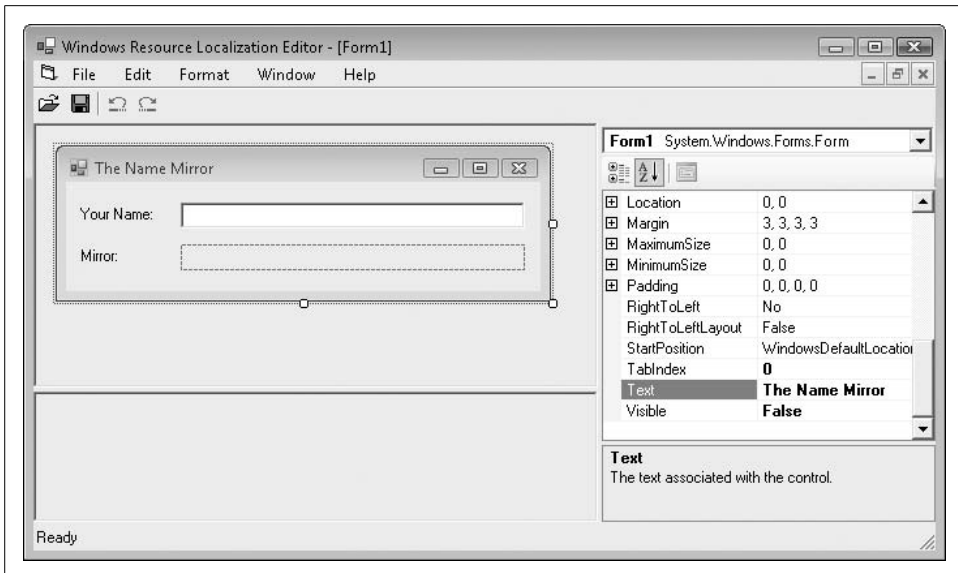 Windows Resource Localization Editor - [Form1]
File Edit Format Window Help
The Name Mirror
Your Name:
Mirror:
Form1 System.Windows.Forms.Form
A
Z
Location 0, 0
Margin 3, 3, 3, 3
MaximumSize 0, 0
MinimumSize 0, 0
Padding 0, 0, 0, 0
RightToLeft No
RightToLeftLayout False
StartPosition WindowsDefaultLocation
TabIndex 0
Text The Name Mirror
Visible False
Text
The text associated with the control.
Ready